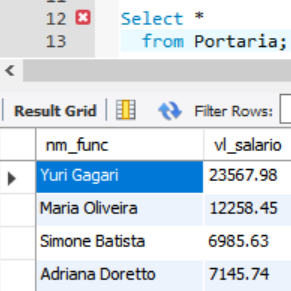 12 Select *
13 from Portaria;
Result Grid Filter Rows:
nm_func vl_salario
Yuri Gagari 23567.98
Maria Oliveira 12258.45
Simone Batista 6985.63
Adriana Doretto 7145.74